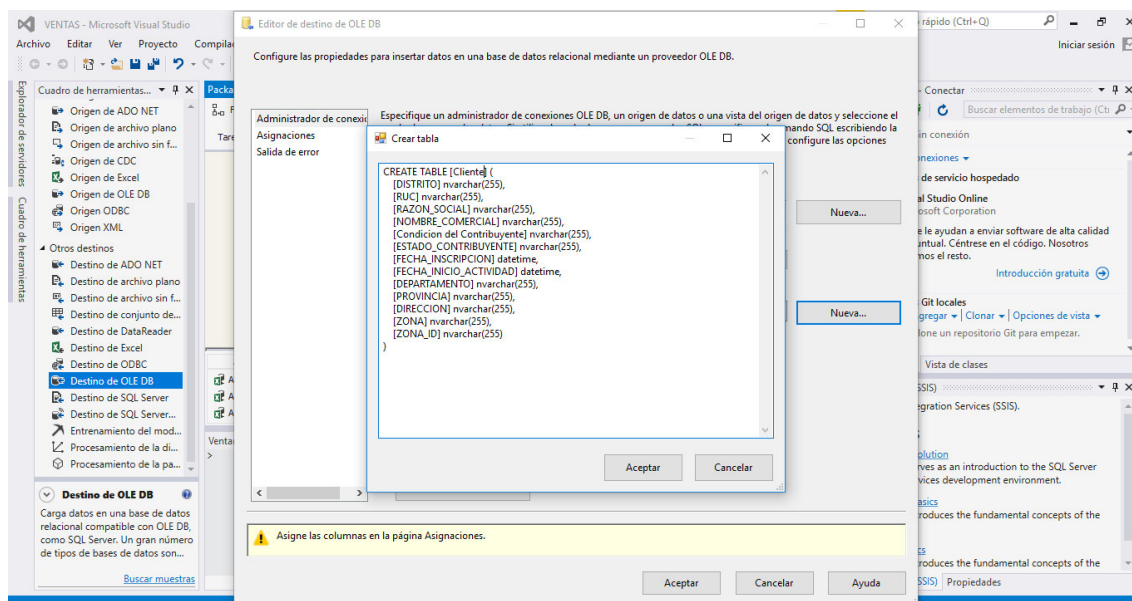 VENTAS - Microsoft Visual Studio
rápido (Ctrl+Q)
Archivo Editar Ver Proyecto
Iniciar sesión
Explorador de servidores
Cuadro de herramientas
Cuadro de herramientas...
Origen de ADO NET
Origen de archivo plano
Origen de archivo sin f...
Origen de CDC
Origen de Excel
Origen de OLE DB
Origen ODBC
Origen XML
Otros destinos
Destino de ADO NET
Destino de archivo plano
Destino de archivo sin f...
Destino de conjunto de...
Destino de DataReader
Destino de Excel
Destino de ODBC
Destino de OLE DB
Destino de SQL Server
Destino de SQL Server...
Entrenamiento del mod...
Procesamiento de la di...
Procesamiento de la pa...
Destino de OLE DB
Carga datos en una base de datos
relacional compatible con OLE DB,
como SQL Server. Un gran número
de tipos de bases de datos son...
Buscar muestras
Editor de destino de OLE DB
Configure las propiedades para insertar datos en una base de datos relacional mediante un proveedor OLE DB.
Administrador de conexi
Asignaciones
Salida de error
Especifique un administrador de conexiones OLE DB, un origen de datos o una vista del origen de datos y seleccione el
mando SQL escribiendo la
configure las opciones
Nueva...
Nueva...
Crear tabla
CREATE TABLE [Cliente] (
[DISTRITO] nvarchar(255),
[RUC] nvarchar(255),
[RAZON_SOCIAL] nvarchar(255),
[NOMBRE_COMERCIAL] nvarchar(255),
[Condicion del Contribuyente] nvarchar(255),
[ESTADO_CONTRIBUYENTE] nvarchar(255),
[FECHA_INSCRIPCION] datetime,
[FECHA_INICIO_ACTIVIDAD] datetime,
[DEPARTAMENTO] nvarchar(255),
[PROVINCIA] nvarchar(255),
[DIRECCION] nvarchar(255),
[ZONA] nvarchar(255),
[ZONA_ID] nvarchar(255)
)
Aceptar Cancelar
Asigne las columnas en la página Asignaciones.
Aceptar Cancelar Ayuda
- Conectar
Buscar elementos de trabajo (Ct
in conexión
nexiones
de servicio hospedado
al Studio Online
osoft Corporation
e le ayudan a enviar software de alta calidad
untual. Céntrese en el código. Nosotros
mos el resto.
Introducción gratuita
Git locales
gregar Clonar Opciones de vista
lone un repositorio Git para empezar.
Vista de clases
SSIS)
egration Services (SSIS).
olution
rves as an introduction to the SQL Server
vices development environment.
asics
roduces the fundamental concepts of the
cs
roduces the fundamental concepts of the
SSIS) Propiedades